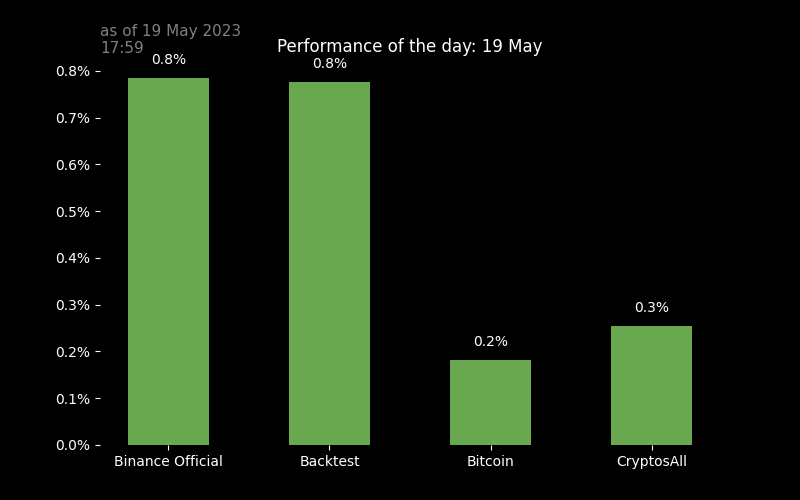 as of 19 May 2023
17:59
Performance of the day: 19 May
0.8%
0.8%
0.8%
0.7%
0.6%
0.5%
0.4%
0.3%
0.3%
0.2%
0.2%
0.1%
0.0%
Binance Official
Backtest
Bitcoin
CryptosAll